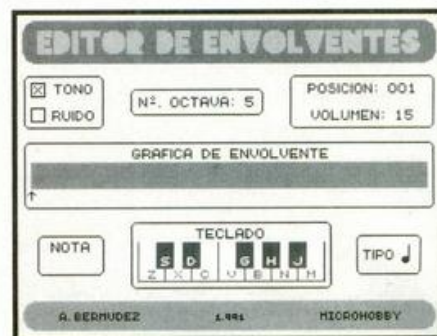 EDITOR DE ENVOLVENTES
TONO
RUIDO
Nº. OCTAVA: 5
POSICION: 001
VOLUMEN: 15
GRAFICA DE ENVOLVENTE
NOTA
TECLADO
S D G H J
Z X C V B N M
TIPO
A. BERMUDEZ 1.991 MICROHOBBY